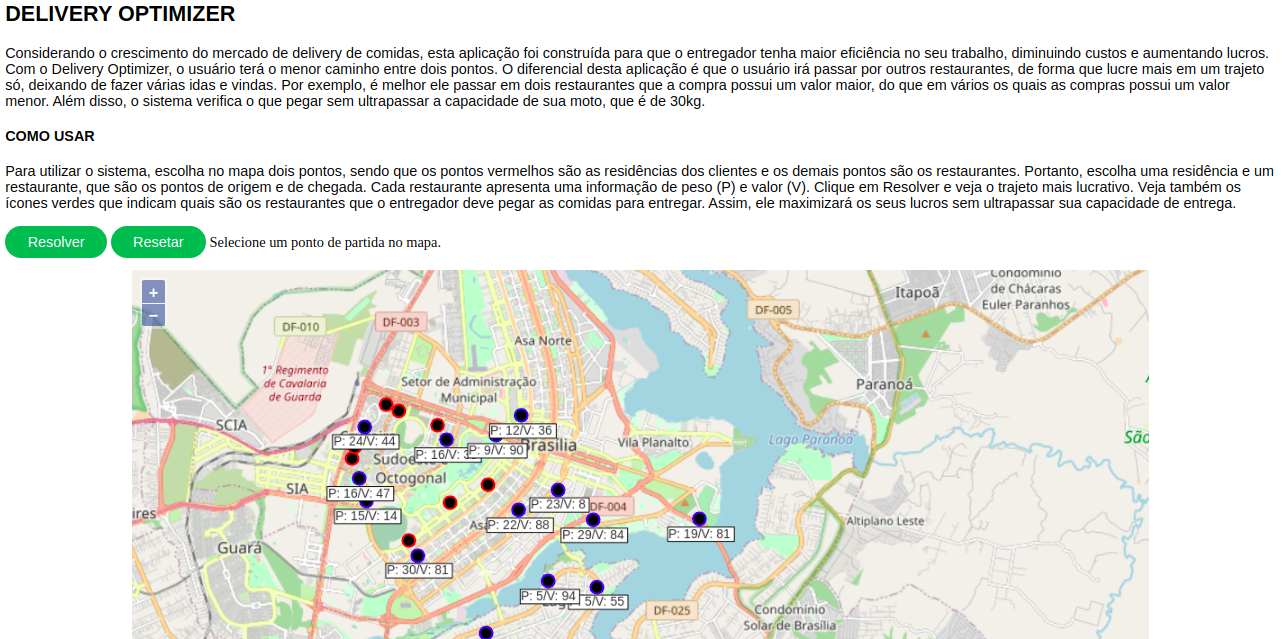 DELIVERY OPTIMIZER
Considerando o crescimento do mercado de delivery de comidas, esta aplicação foi construída para que o entregador tenha maior eficiência no seu trabalho, diminuindo custos e aumentando lucros.
Com o Delivery Optimizer, o usuário terá o menor caminho entre dois pontos. O diferencial desta aplicação é que o usuário irá passar por outros restaurantes, de forma que lucre mais em um trajeto
só, deixando de fazer várias idas e vindas. Por exemplo, é melhor ele passar em dois restaurantes que a compra possui um valor maior, do que em vários os quais as compras possui um valor
menor. Além disso, o sistema verifica o que pegar sem ultrapassar a capacidade de sua moto, que é de 30kg.
COMO USAR
Para utilizar o sistema, escolha no mapa dois pontos, sendo que os pontos vermelhos são as residências dos clientes e os demais pontos são os restaurantes. Portanto, escolha uma residência e um
restaurante, que são os pontos de origem e de chegada. Cada restaurante apresenta uma informação de peso (P) e valor (V). Clique em Resolver e veja o trajeto mais lucrativo. Veja também os
ícones verdes que indicam quais são os restaurantes que o entregador deve pegar as comidas para entregar. Assim, ele maximizará os seus lucros sem ultrapassar sua capacidade de entrega.
Resolver Resetar Selecione um ponto de partida no mapa.
+
−
Condomínio
de Chácaras
Euler Paranhos
Itapoã
DF-005
DF-010
DF-003
Asa Norte
1° Regimento
de Cavalaria
de Guarda
Setor de Administração
Municipal
Paranoá
SCIA
P: 12/V: 36
São
P: 24/V: 44
P: 16/V:
P: 9/V: 90
Brasília
Vila Planalto
Lago Paranoá
Octogonal
SIA
P: 16/V: 47
P: 23/V: 8
DF-004
P: 15/V: 14
P: 22/V: 88
Altiplano Leste
P: 29/V: 84
P: 19/V: 81
Guará
P: 30/V: 81
P: 5/V: 94
5/V: 55
DF-025
Condomínio
Solar de Brasília